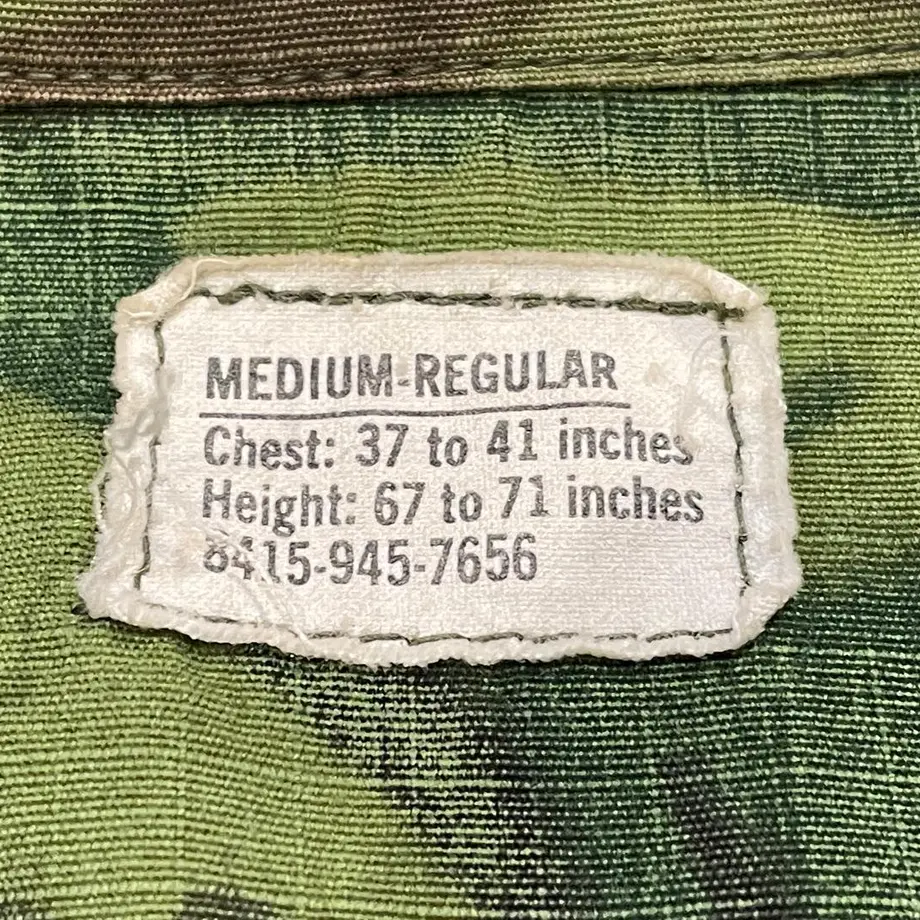 MEDIUM-REGULAR
Chest: 37 to 41 inches
Height: 67 to 71 inches
8415-945-7656